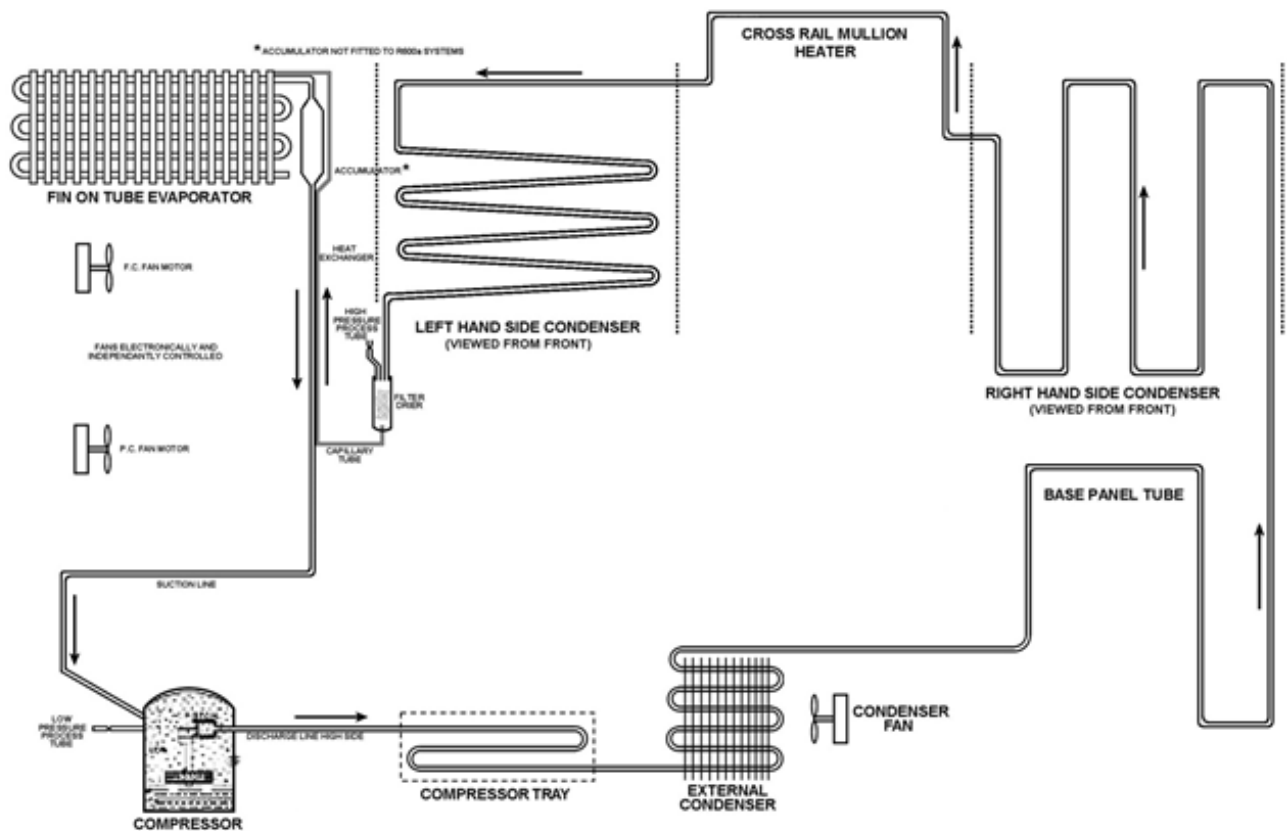 CROSS RAIL MULLION
HEATER
* ACCUMULATOR NOT FITTED TO R600a SYSTEMS
ACCUMULATOR *
FIN ON TUBE EVAPORATOR
HEAT
EXCHANGER
F.C. FAN MOTOR
HIGH
PRESSURE
PROCESS
TUBE
LEFT HAND SIDE CONDENSER
(VIEWED FROM FRONT)
FANS ELECTRONICALLY AND
INDEPENDANTLY CONTROLLED
RIGHT HAND SIDE CONDENSER
(VIEWED FROM FRONT)
FILTER
DRIER
P.C. FAN MOTOR
CAPILLARY
TUBE
BASE PANEL TUBE
SUCTION LINE
LOW
PRESSURE
PROCESS
TUBE
DISCHARGE LINE HIGH SIDE
CONDENSER
FAN
COMPRESSOR TRAY
EXTERNAL
CONDENSER
COMPRESSOR